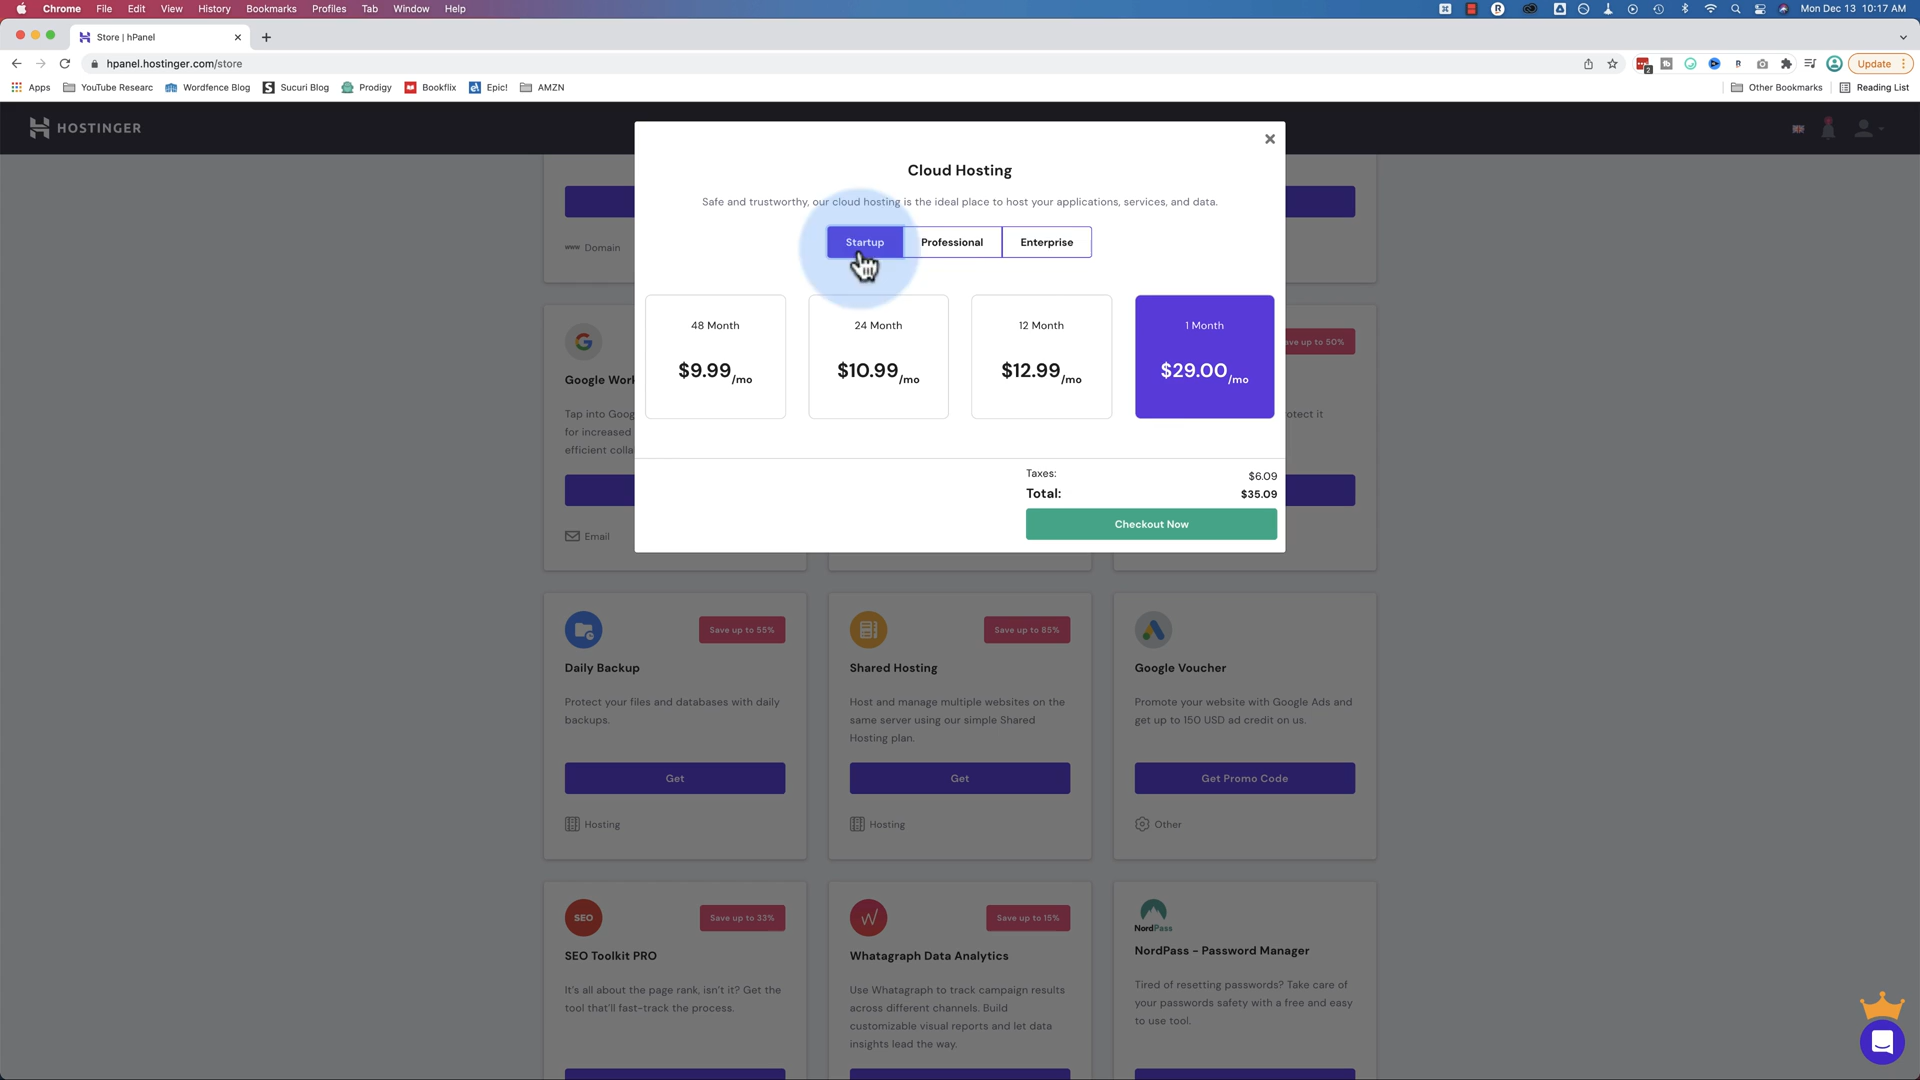 Chrome File Edit View History Bookmarks Profiles Tab Window Help
Mon Dec 13 10:17 AM
Store | hPanel
hpanel.hostinger.com/store
2
Update
Apps YouTube Researc Wordfence Blog Sucuri Blog Prodigy Bookflix Epic! AMZN
Other Bookmarks Reading List
HOSTINGER
Cloud Hosting
Safe and trustworthy, our cloud hosting is the ideal place to host your applications, services, and data.
Startup Professional Enterprise
www Domain
48 Month
$9.99/mo
24 Month
$10.99/mo
12 Month
$12.99/mo
1 Month
$29.00/mo
Taxes: $6.09
Total: $35.09
Checkout Now
ave up to 50%
Google Work
Tap into Goog
for increased
efficient colla
otect it
Email
Save up to 55%
Daily Backup
Protect your files and databases with daily
backups.
Get
Hosting
Save up to 85%
Shared Hosting
Host and manage multiple websites on the
same server using our simple Shared
Hosting plan.
Get
Hosting
Google Voucher
Promote your website with Google Ads and
get up to 150 USD ad credit on us.
Get Promo Code
Other
SEO
Save up to 33%
SEO Toolkit PRO
It's all about the page rank, isn't it? Get the
tool that'll fast-track the process.
Save up to 15%
Whatagraph Data Analytics
Use Whatagraph to track campaign results
across different channels. Build
customizable visual reports and let data
insights lead the way.
NordPass
NordPass - Password Manager
Tired of resetting passwords? Take care of
your passwords safety with a free and easy
to use tool.